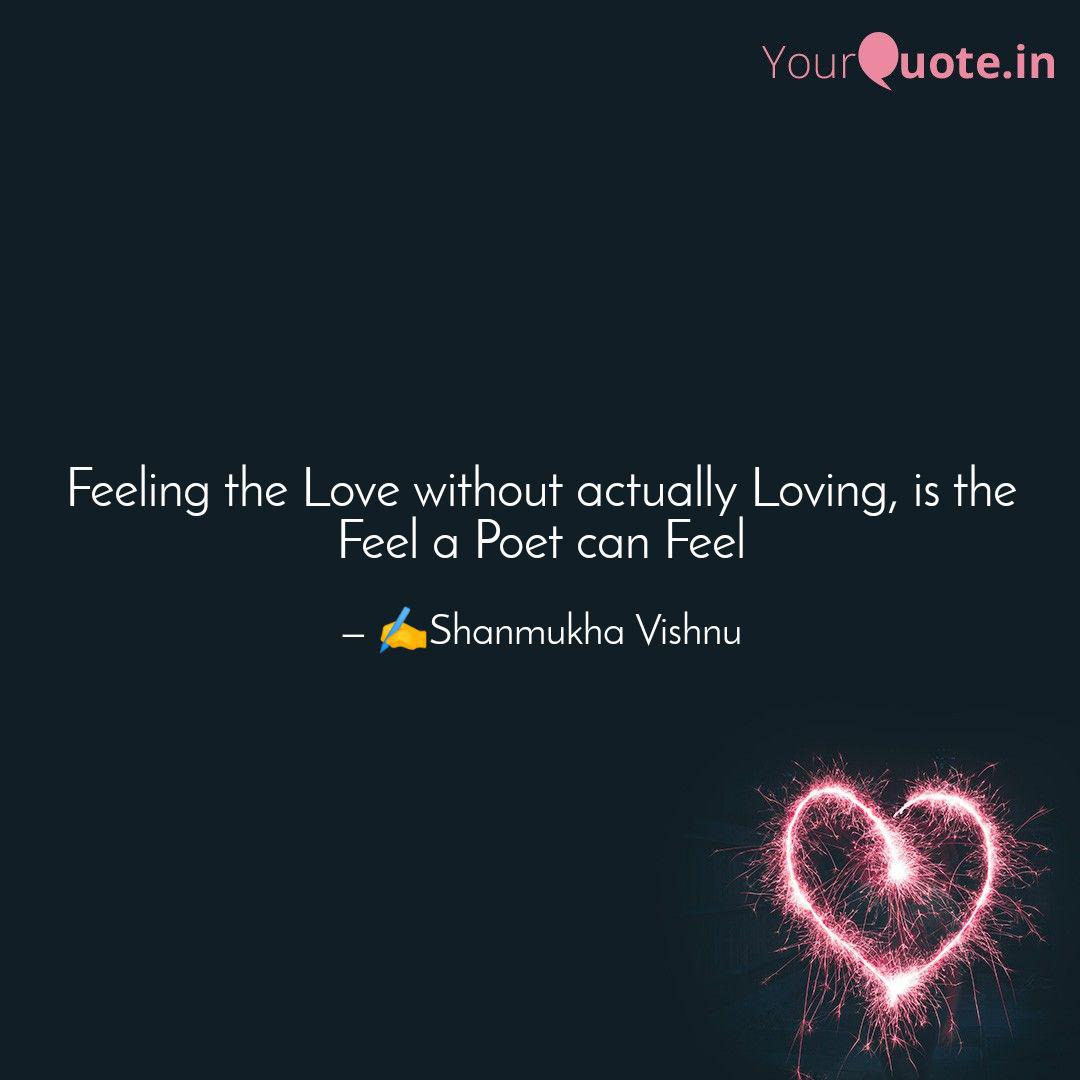 YourQuote.in
Feeling the Love without actually Loving, is the
Feel a Poet can Feel
– ✍Shanmukha Vishnu